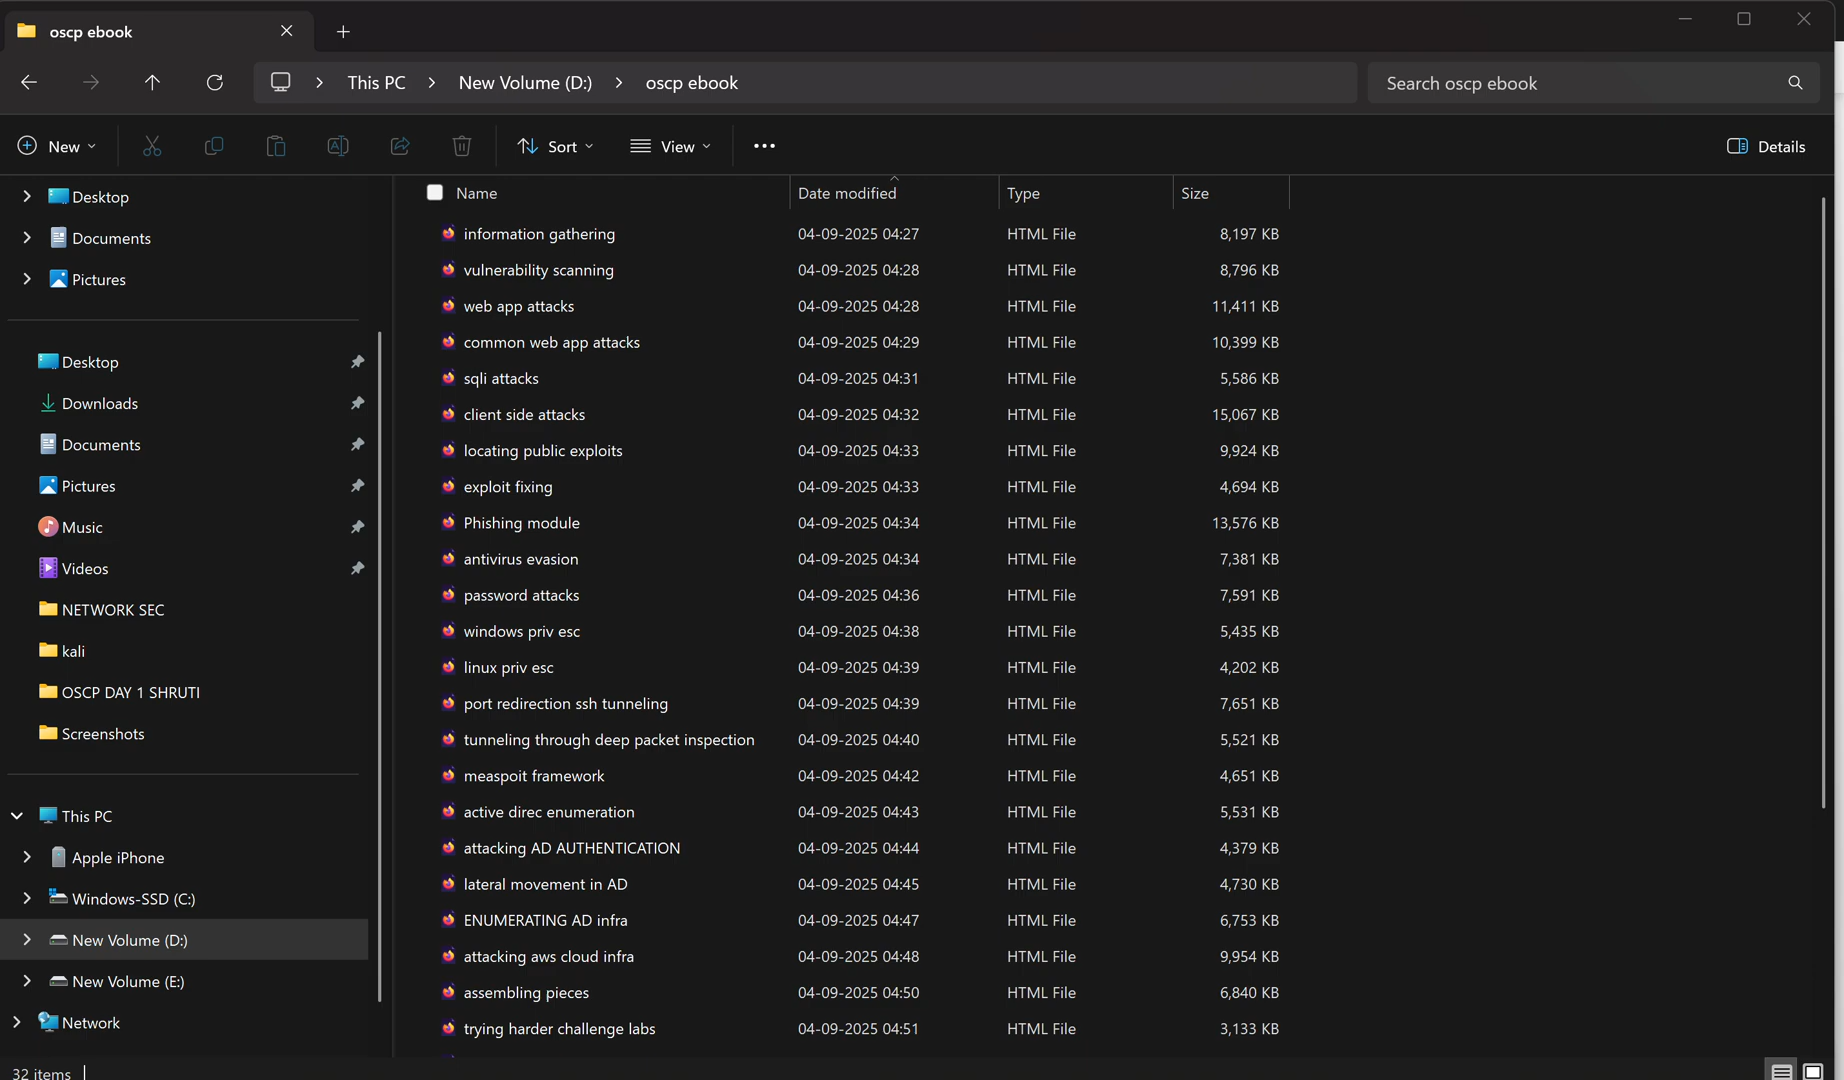 oscp ebook
This PC > New Volume (D:) > oscp ebook
Search oscp ebook
New
Sort
View
Details
Desktop
Documents
Pictures
Desktop
Downloads
Documents
Pictures
Music
Videos
NETWORK SEC
kali
OSCP DAY 1 SHRUTI
Screenshots
This PC
Apple iPhone
Windows-SSD (C:)
New Volume (D:)
New Volume (E:)
Network
Name Date modified Type Size
information gathering 04-09-2025 04:27 HTML File 8,197 KB
vulnerability scanning 04-09-2025 04:28 HTML File 8,796 KB
web app attacks 04-09-2025 04:28 HTML File 11,411 KB
common web app attacks 04-09-2025 04:29 HTML File 10,399 KB
sqli attacks 04-09-2025 04:31 HTML File 5,586 KB
client side attacks 04-09-2025 04:32 HTML File 15,067 KB
locating public exploits 04-09-2025 04:33 HTML File 9,924 KB
exploit fixing 04-09-2025 04:33 HTML File 4,694 KB
Phishing module 04-09-2025 04:34 HTML File 13,576 KB
antivirus evasion 04-09-2025 04:34 HTML File 7,381 KB
password attacks 04-09-2025 04:36 HTML File 7,591 KB
windows priv esc 04-09-2025 04:38 HTML File 5,435 KB
linux priv esc 04-09-2025 04:39 HTML File 4,202 KB
port redirection ssh tunneling 04-09-2025 04:39 HTML File 7,651 KB
tunneling through deep packet inspection 04-09-2025 04:40 HTML File 5,521 KB
measpoit framework 04-09-2025 04:42 HTML File 4,651 KB
active direc enumeration 04-09-2025 04:43 HTML File 5,531 KB
attacking AD AUTHENTICATION 04-09-2025 04:44 HTML File 4,379 KB
lateral movement in AD 04-09-2025 04:45 HTML File 4,730 KB
ENUMERATING AD infra 04-09-2025 04:47 HTML File 6,753 KB
attacking aws cloud infra 04-09-2025 04:48 HTML File 9,954 KB
assembling pieces 04-09-2025 04:50 HTML File 6,840 KB
trying harder challenge labs 04-09-2025 04:51 HTML File 3,133 KB
32 items